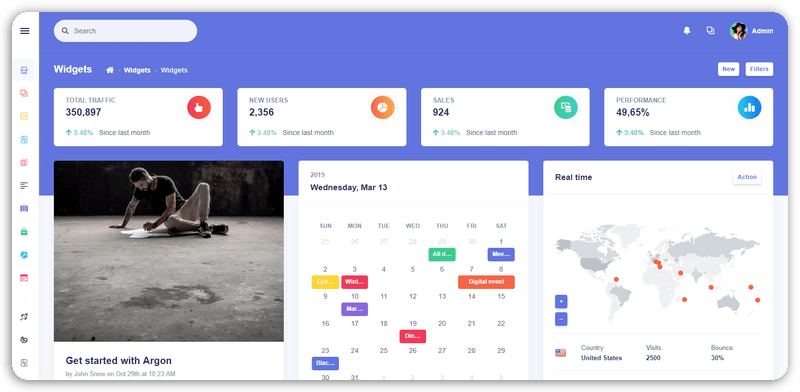 Search
Admin
Widgets
- Widgets - Widgets
New
Filters
TOTAL TRAFFIC
350,897
3.48% Since last month
NEW USERS
2,356
3.48% Since last month
SALES
924
3.48% Since last month
PERFORMANCE
49,65%
3.48% Since last month
Get started with Argon
by John Snow on Oct 29th at 10:23 AM
2019
Wednesday, Mar 13
SUN MON TUE WED THU FRI SAT
25 26 27 28 29 30 1
All d...
Mee...
2 3 4 5 6 7 8
Cyb...
Wint...
Digital event
9 10 11 12 13 14 15
Mar...
16 17 18 19 20 21 22
Din...
23 24 25 26 27 28 29
Blac...
30 31 1 2 3 4 5
Real time
Action
+
−
Country: Visits: Bounce:
United States 2500 30%